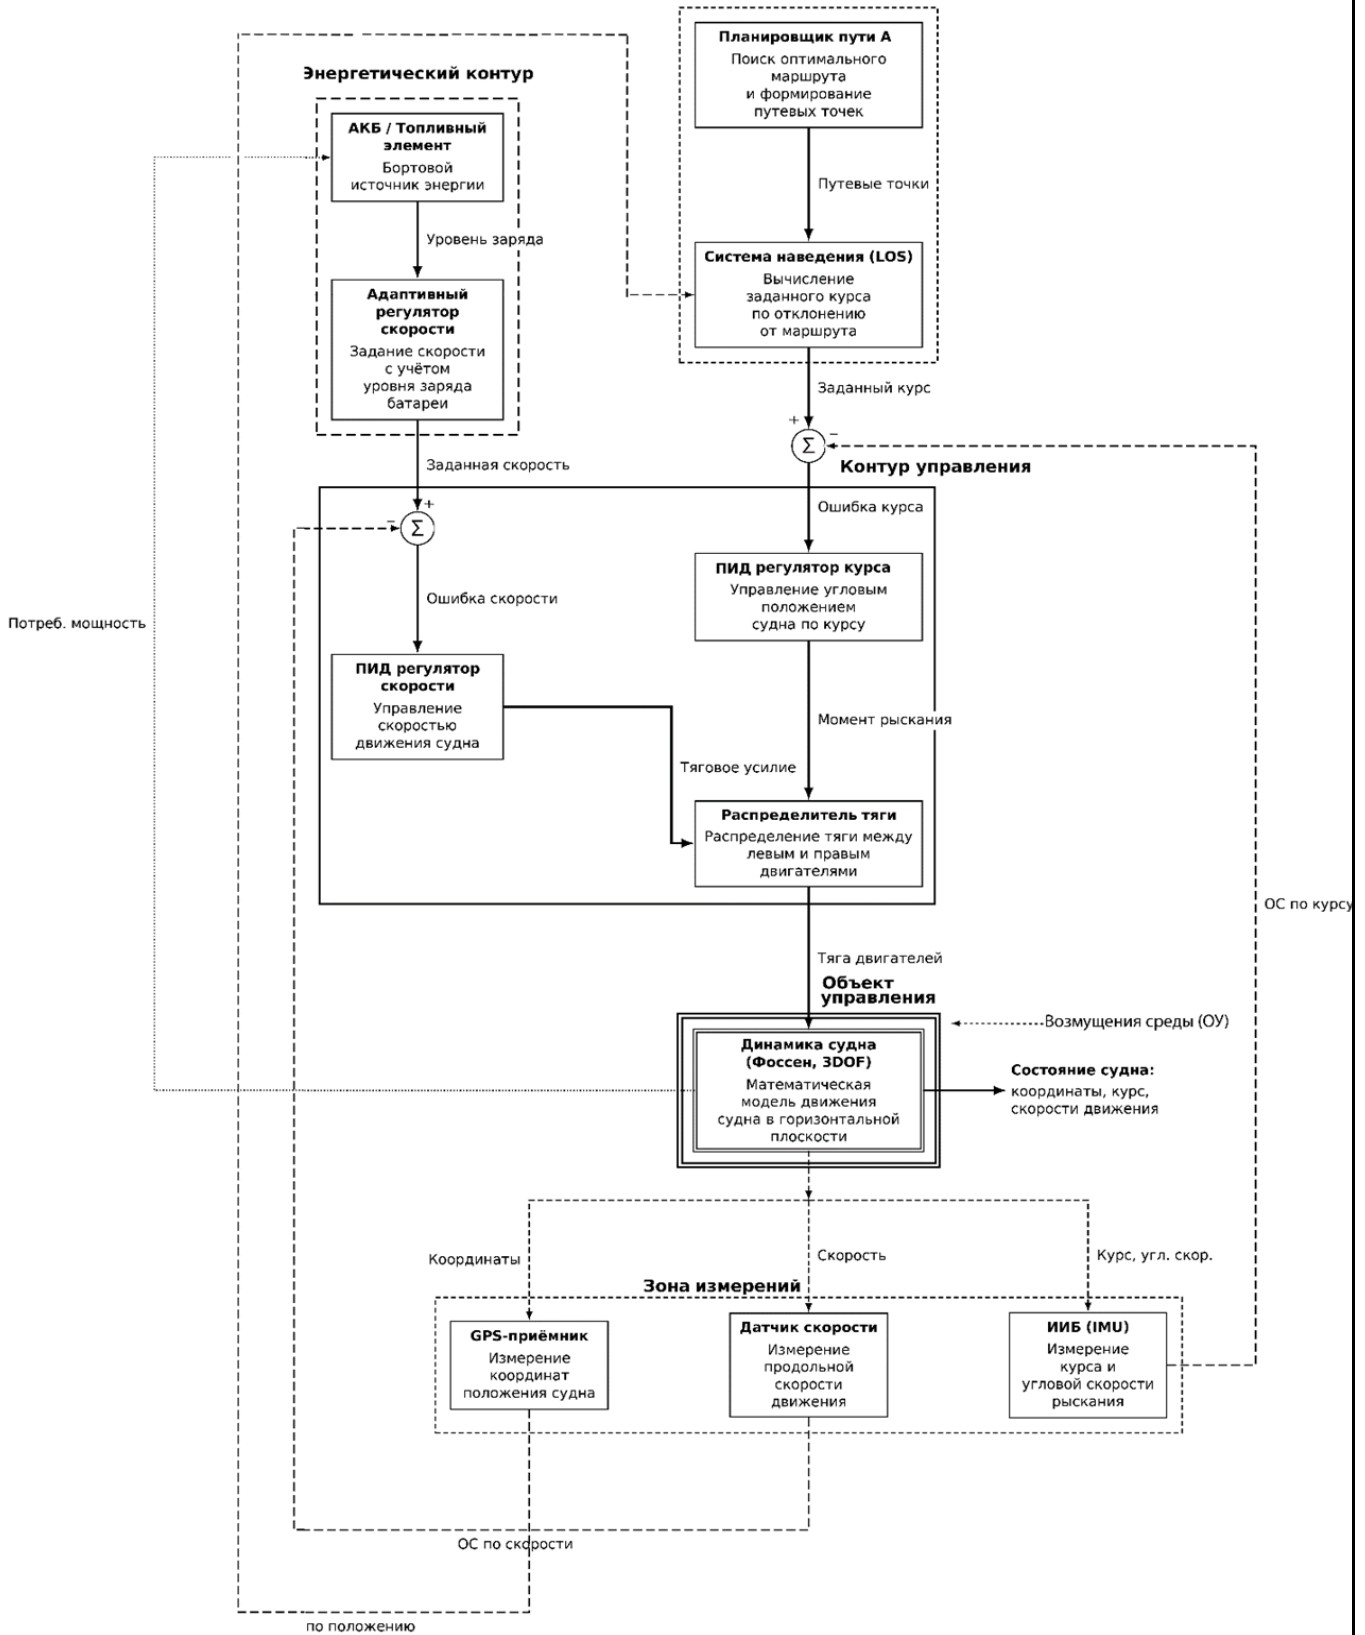 Планировщик пути А
Поиск оптимального
маршрута
и формирование
путевых точек
Энергетический контур
АКБ / Топливный
элемент
Бортовой
источник энергии
Путевые точки
Уровень заряда
Система наведения (LOS)
Вычисление
заданного курса
по отклонению
от маршрута
Адаптивный
регулятор
скорости
Задание скорости
с учётом
уровня заряда
батареи
Заданный курс
+
−
Σ
Контур управления
Заданная скорость
+
−
Σ
Ошибка курса
ПИД регулятор курса
Управление угловым
положением
судна по курсу
Ошибка скорости
Потреб. мощность
ПИД регулятор
скорости
Управление
скоростью
движения судна
Момент рыскания
Тяговое усилие
Распределитель тяги
Распределение тяги между
левым и правым
двигателями
ОС по курсу
Тяга двигателей
Объект
управления
Возмущения среды (ОУ)
Динамика судна
(Фоссен, 3DOF)
Математическая
модель движения
судна в горизонтальной
плоскости
Состояние судна:
координаты, курс,
скорости движения
Координаты
Скорость
Курс, угл. скор.
Зона измерений
GPS-приёмник
Измерение
координат
положения судна
Датчик скорости
Измерение
продольной
скорости
движения
ИИБ (IMU)
Измерение
курса и
угловой скорости
рыскания
ОС по скорости
по положению